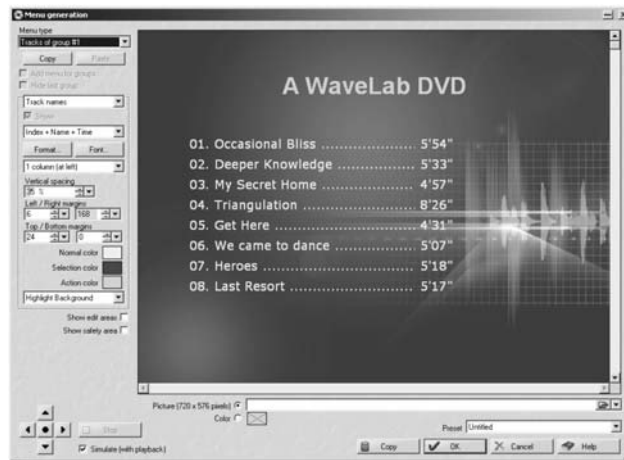 Menu generation
Menu type
Tracks of group #1
Copy
Paste
Add menu for groups
Hide last group
Track names
Show
Index + Name + Time
Format...
Font...
1 column (at left)
Vertical spacing
35 %
Left / Right margins
6
168
Top / Bottom margins
24
0
Normal color
Selection color
Action color
Highlight Background
Show edit areas
Show safety area
Stop
Simulate (with playback)
A WaveLab DVD
01. Occasional Bliss ................... 5'54"
02. Deeper Knowledge ................ 5'33"
03. My Secret Home ................... 4'57"
04. Triangulation ........................ 8'26"
05. Get Here .............................. 4'31"
06. We came to dance ................ 5'07"
07. Heroes ................................. 5'18"
08. Last Resort ........................... 5'17"
Picture (720 x 576 pixels)
Color
Preset
Untitled
Copy
OK
Cancel
Help